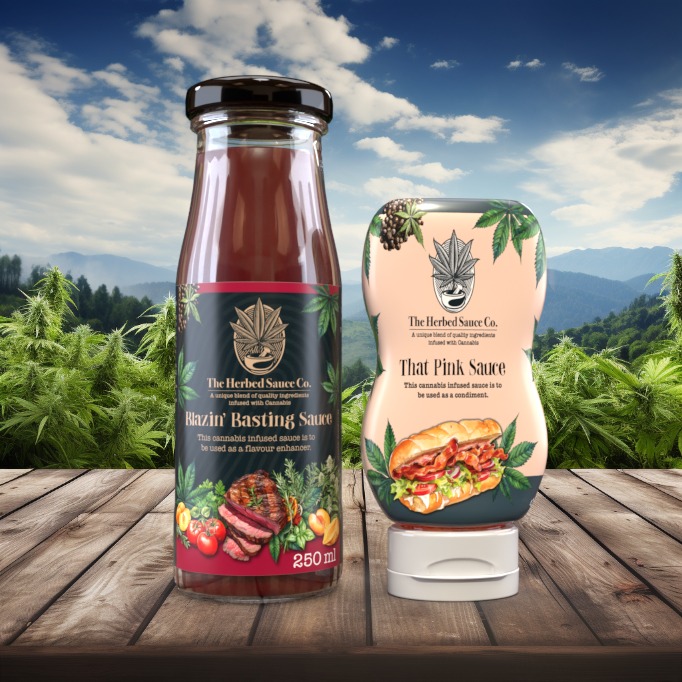 The Herbed Sauce Co.
A unique blend of quality ingredients
infused with Cannabis
Blazin' Basting Sauce
This cannabis infused sauce is to
be used as a flavour enhancer.
250 ml
The Herbed Sauce Co.
A unique blend of quality ingredients
infused with Cannabis
That Pink Sauce
This cannabis infused sauce is to
be used as a condiment.